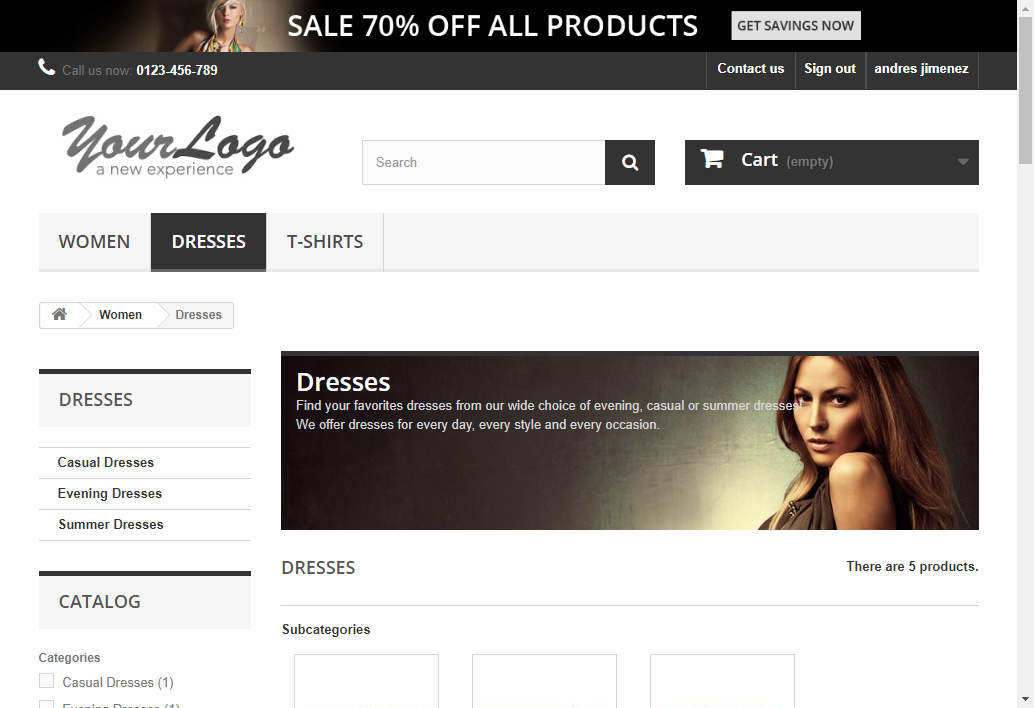 SALE 70% OFF ALL PRODUCTS
GET SAVINGS NOW
Call us now: 0123-456-789
Contact us
Sign out
andres jimenez
YourLogo
a new experience
Search
Cart (empty)
WOMEN
DRESSES
T-SHIRTS
Women
Dresses
DRESSES
Casual Dresses
Evening Dresses
Summer Dresses
CATALOG
Categories
Casual Dresses (1)
Evening Dresses (1)
Dresses
Find your favorites dresses from our wide choice of evening, casual or summer dresses!
We offer dresses for every day, every style and every occasion.
DRESSES
There are 5 products.
Subcategories